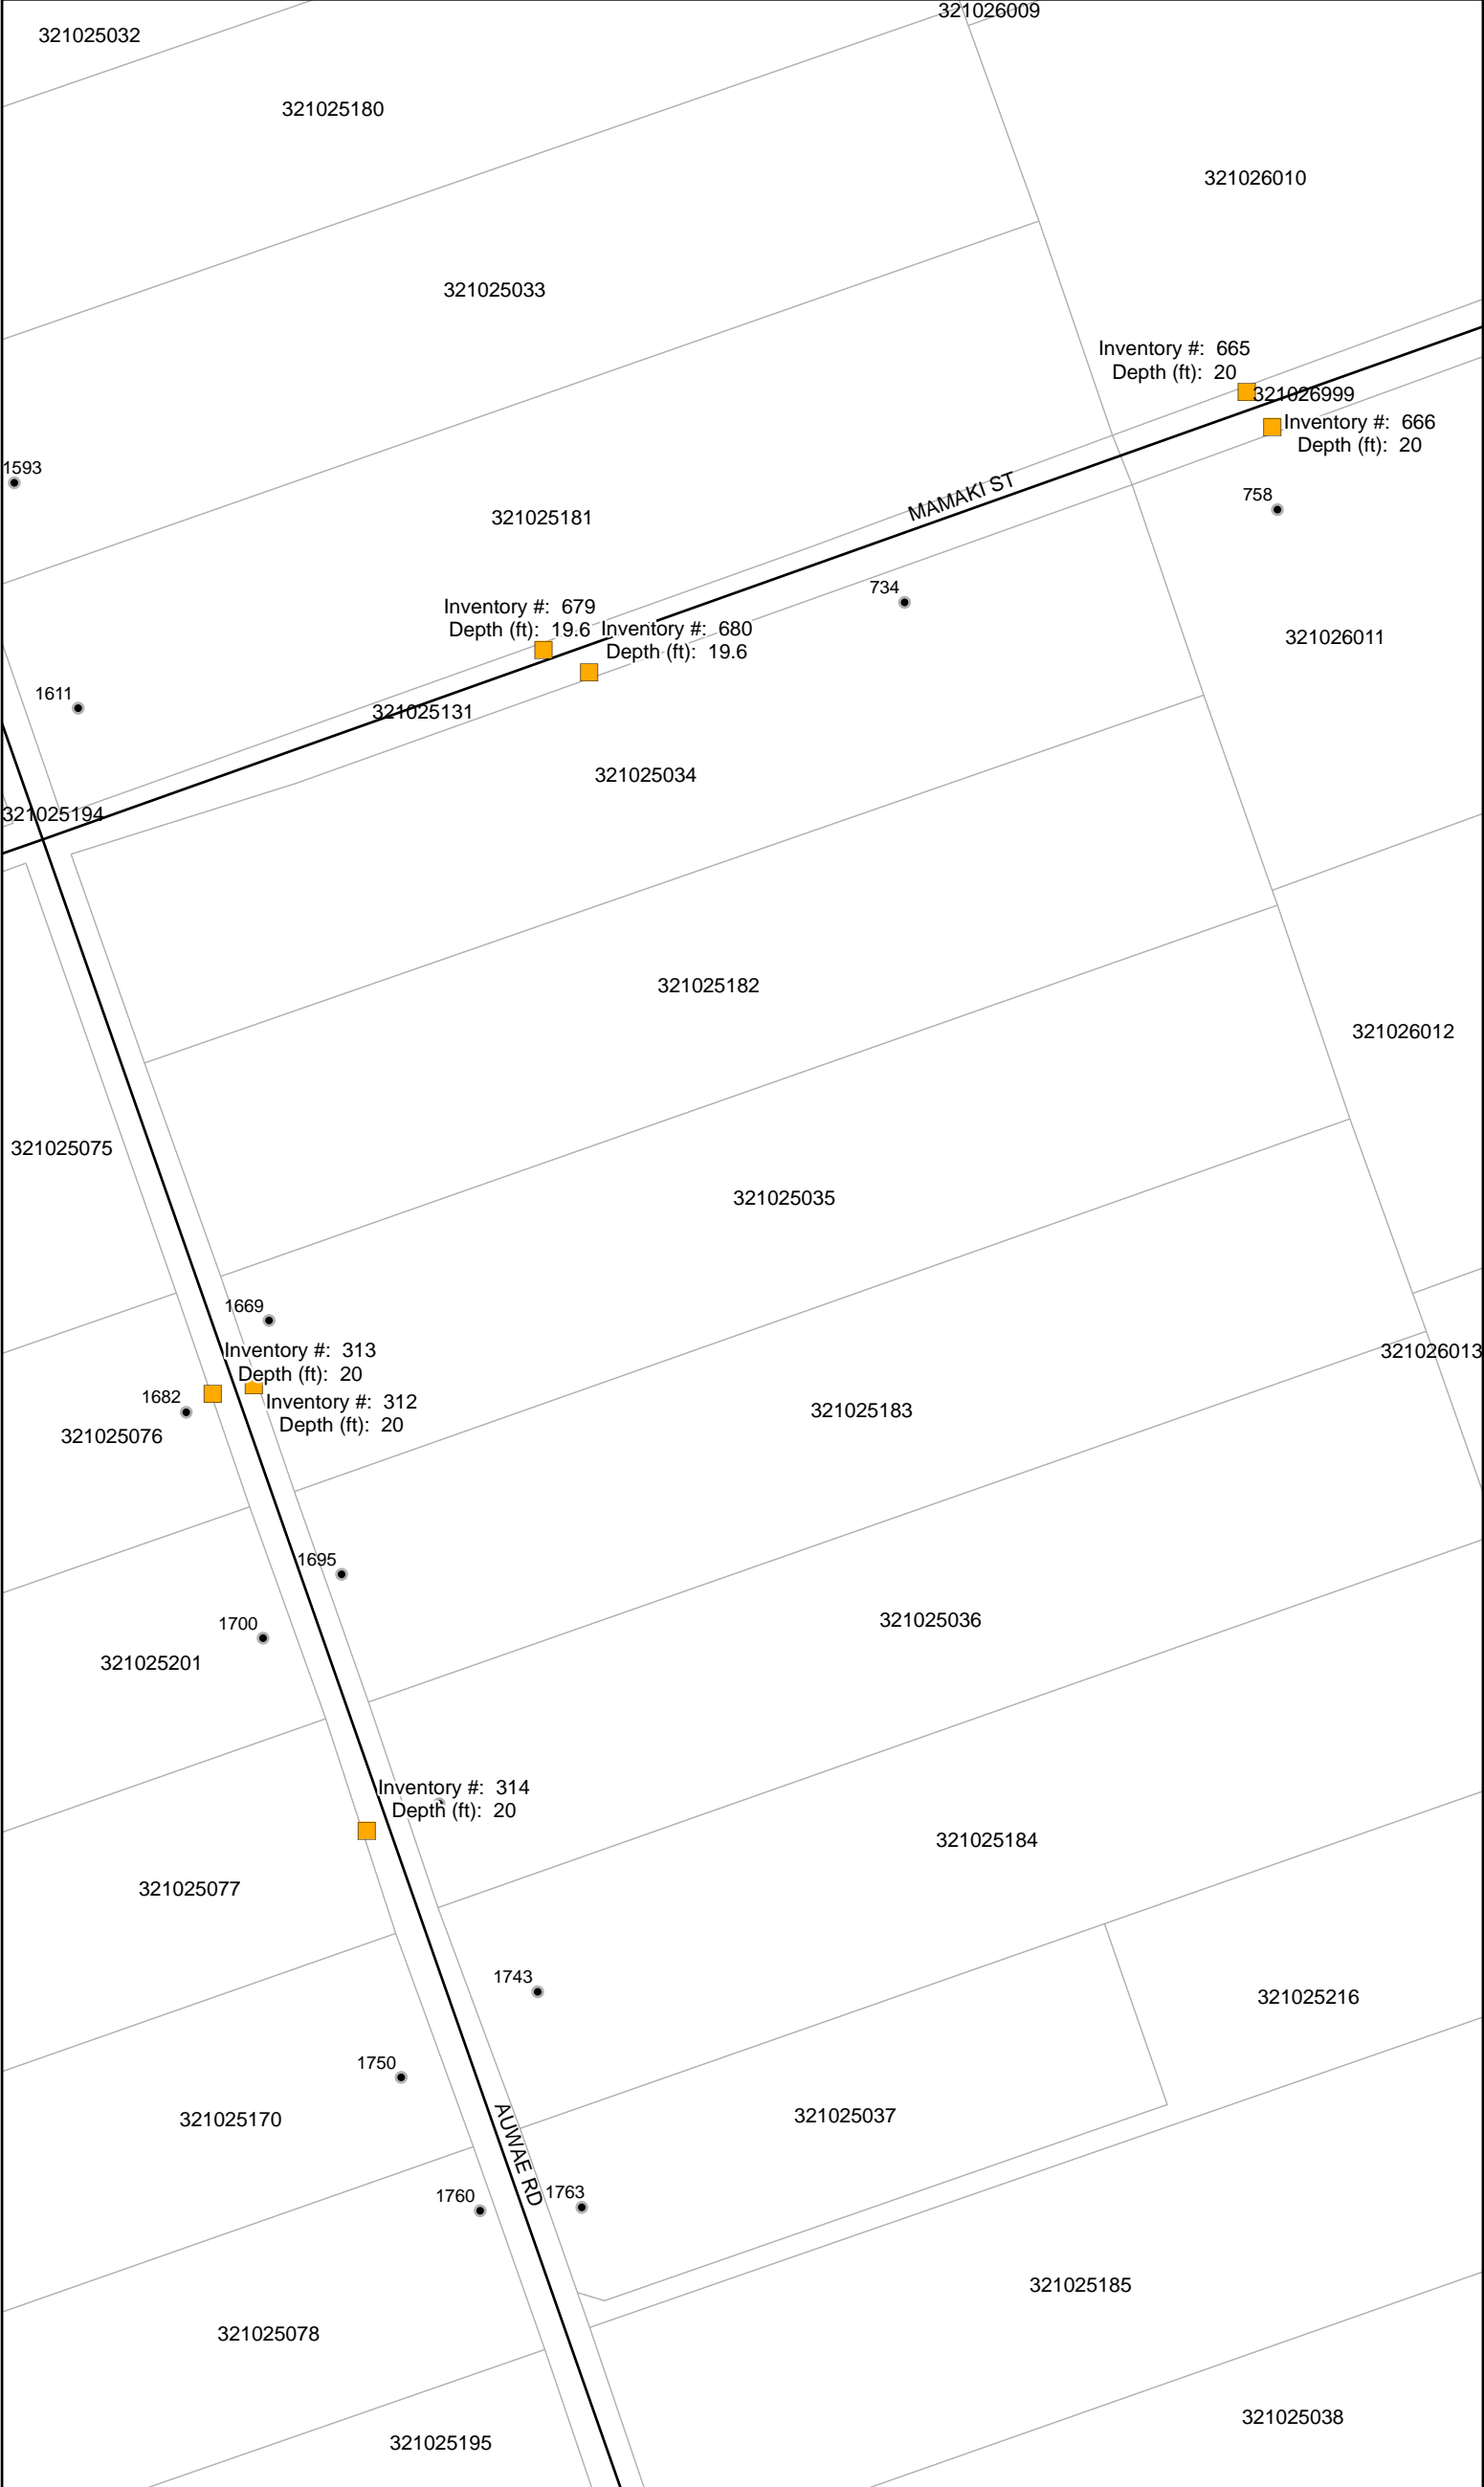 321026009
321025032
321025180
321026010
321025033
Inventory #:  665
Depth (ft):  20
321026999
Inventory #:  666
Depth (ft):  20
1593
MAMAKI ST
758
321025181
734
Inventory #:  679
Depth (ft):  19.6
Inventory #:  680
Depth (ft):  19.6
321026011
1611
321025131
321025034
321025194
321025182
321026012
321025075
321025035
1669
Inventory #:  313
Depth (ft):  20
321026013
1682
Inventory #:  312
Depth (ft):  20
321025183
321025076
1695
1700
321025036
321025201
Inventory #:  314
Depth (ft):  20
321025184
321025077
1743
321025216
1750
321025170
321025037
AUWAE RD
1760
1763
321025185
321025078
321025038
321025195